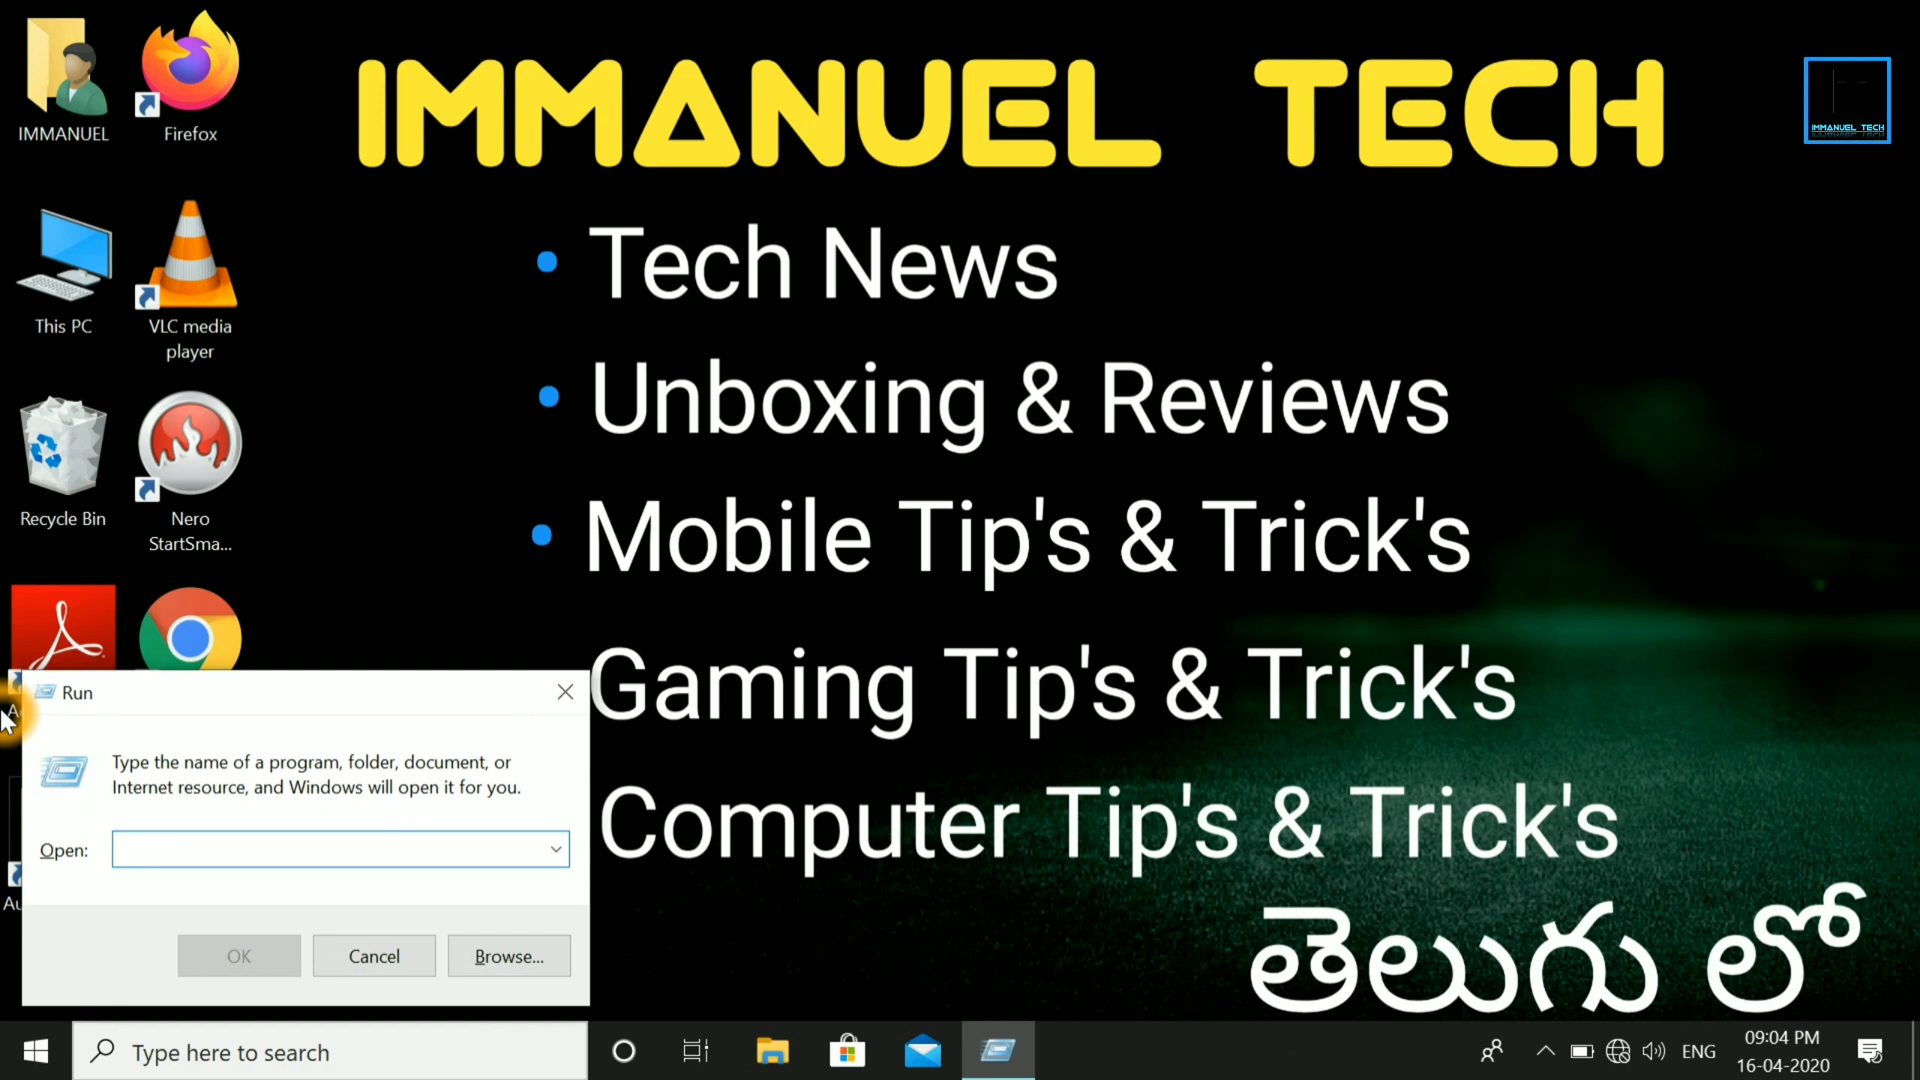 IMMANUEL
Firefox
This PC
VLC media
player
Recycle Bin
Nero
StartSma...
IMMANUEL TECH
IMMANUEL TECH
• Tech News
• Unboxing & Reviews
• Mobile Tip's & Trick's
Gaming Tip's & Trick's
Computer Tip's & Trick's
తెలుగు లో
Run
Type the name of a program, folder, document, or
Internet resource, and Windows will open it for you.
Open:
OK Cancel Browse...
Au
Type here to search
ENG
09:04 PM
16-04-2020